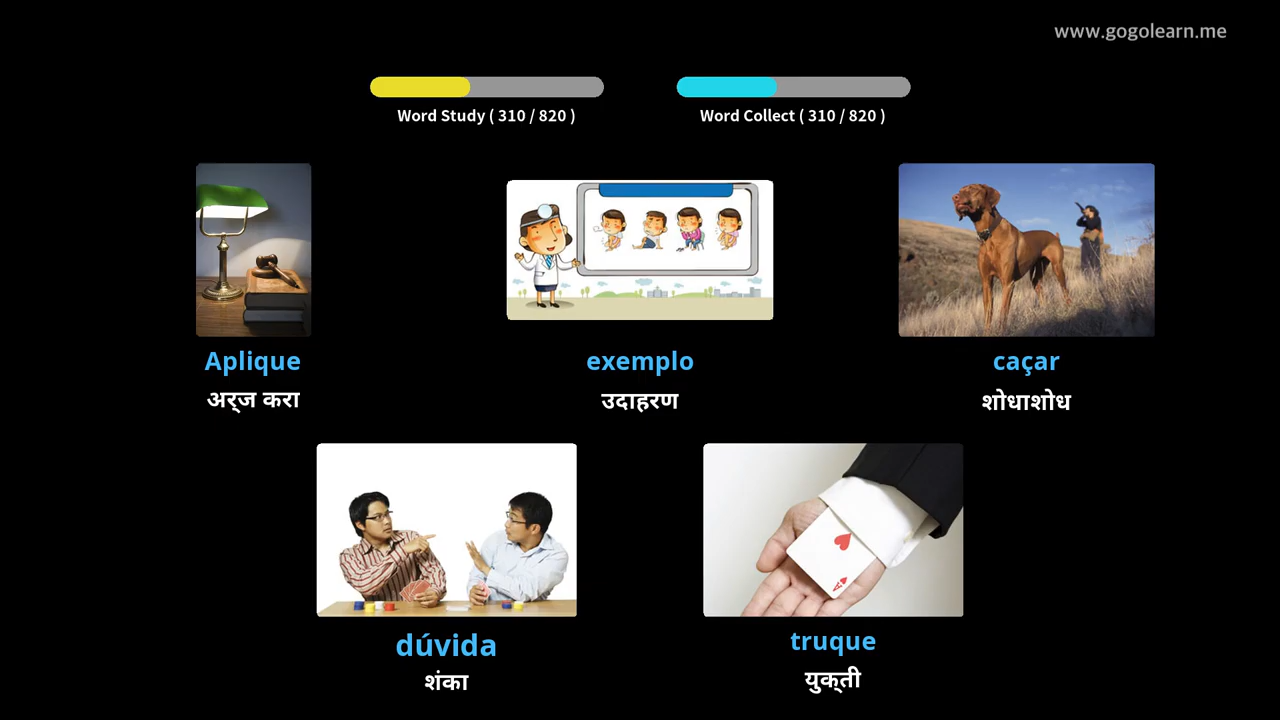 www.gogolearn.me
Word Study ( 310 / 820 )
Word Collect ( 310 / 820 )
Aplique
अर्‍ज करा
exemplo
उदाहरण
caçar
शोधाशोध
dúvida
शंका
truque
युक्‍ती